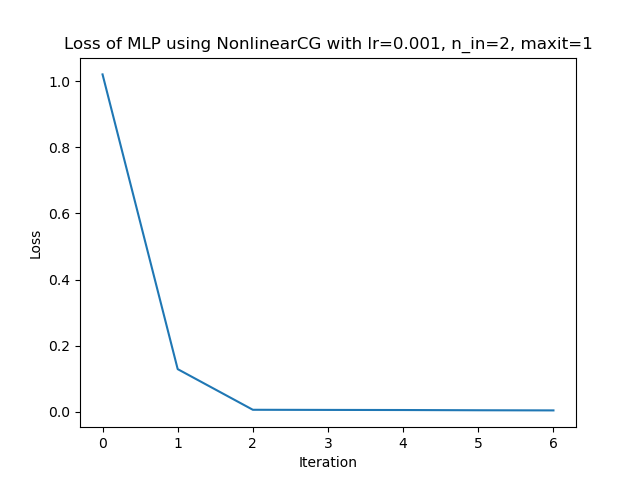 Loss of MLP using NonlinearCG with lr=0.001, n_in=2, maxit=1
1.0
0.8
0.6
0.4
0.2
0.0
Loss
0 1 2 3 4 5 6
Iteration